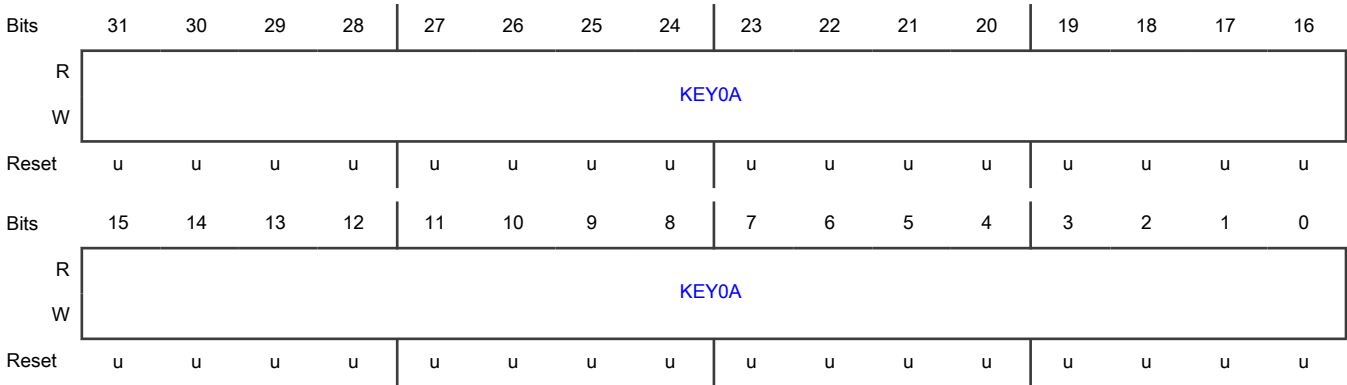 Bits 31 30 29 28 27 26 25 24 23 22 21 20 19 18 17 16
R
KEY0A
W
Reset u u u u u u u u u u u u u u u u
Bits 15 14 13 12 11 10 9 8 7 6 5 4 3 2 1 0
R
KEY0A
W
Reset u u u u u u u u u u u u u u u u